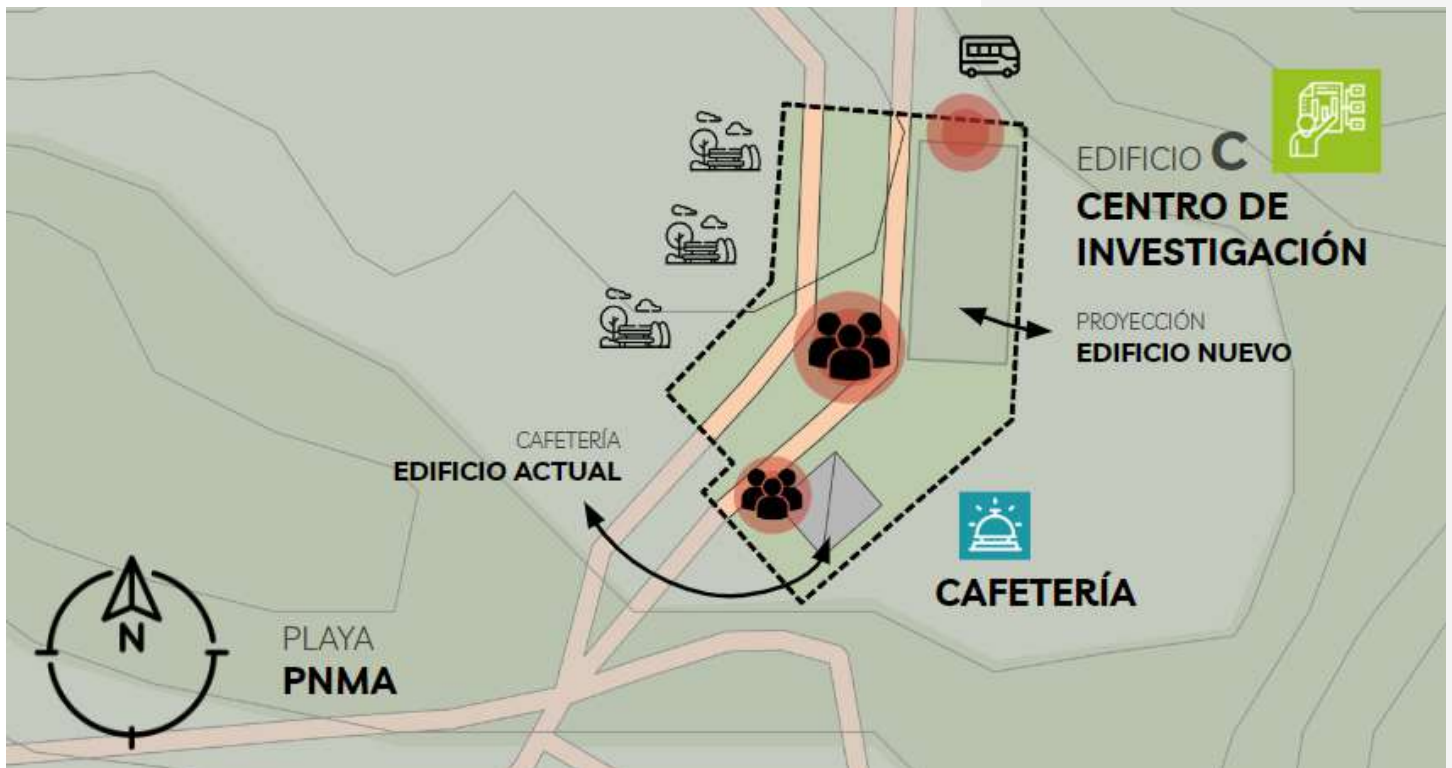 EDIFICIO C
CENTRO DE
INVESTIGACIÓN
PROYECCIÓN
EDIFICIO NUEVO
CAFETERÍA
EDIFICIO ACTUAL
CAFETERÍA
N
PLAYA
PNMA